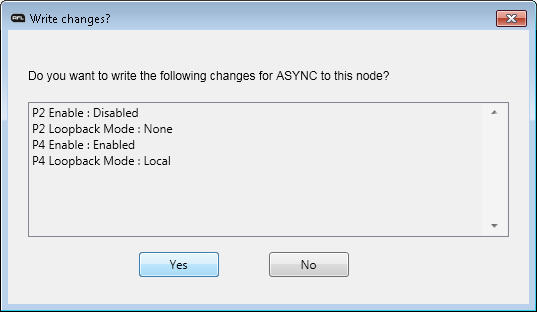 AFL Write changes?
Do you want to write the following changes for ASYNC to this node?
P2 Enable : Disabled
P2 Loopback Mode : None
P4 Enable : Enabled
P4 Loopback Mode : Local
Yes No